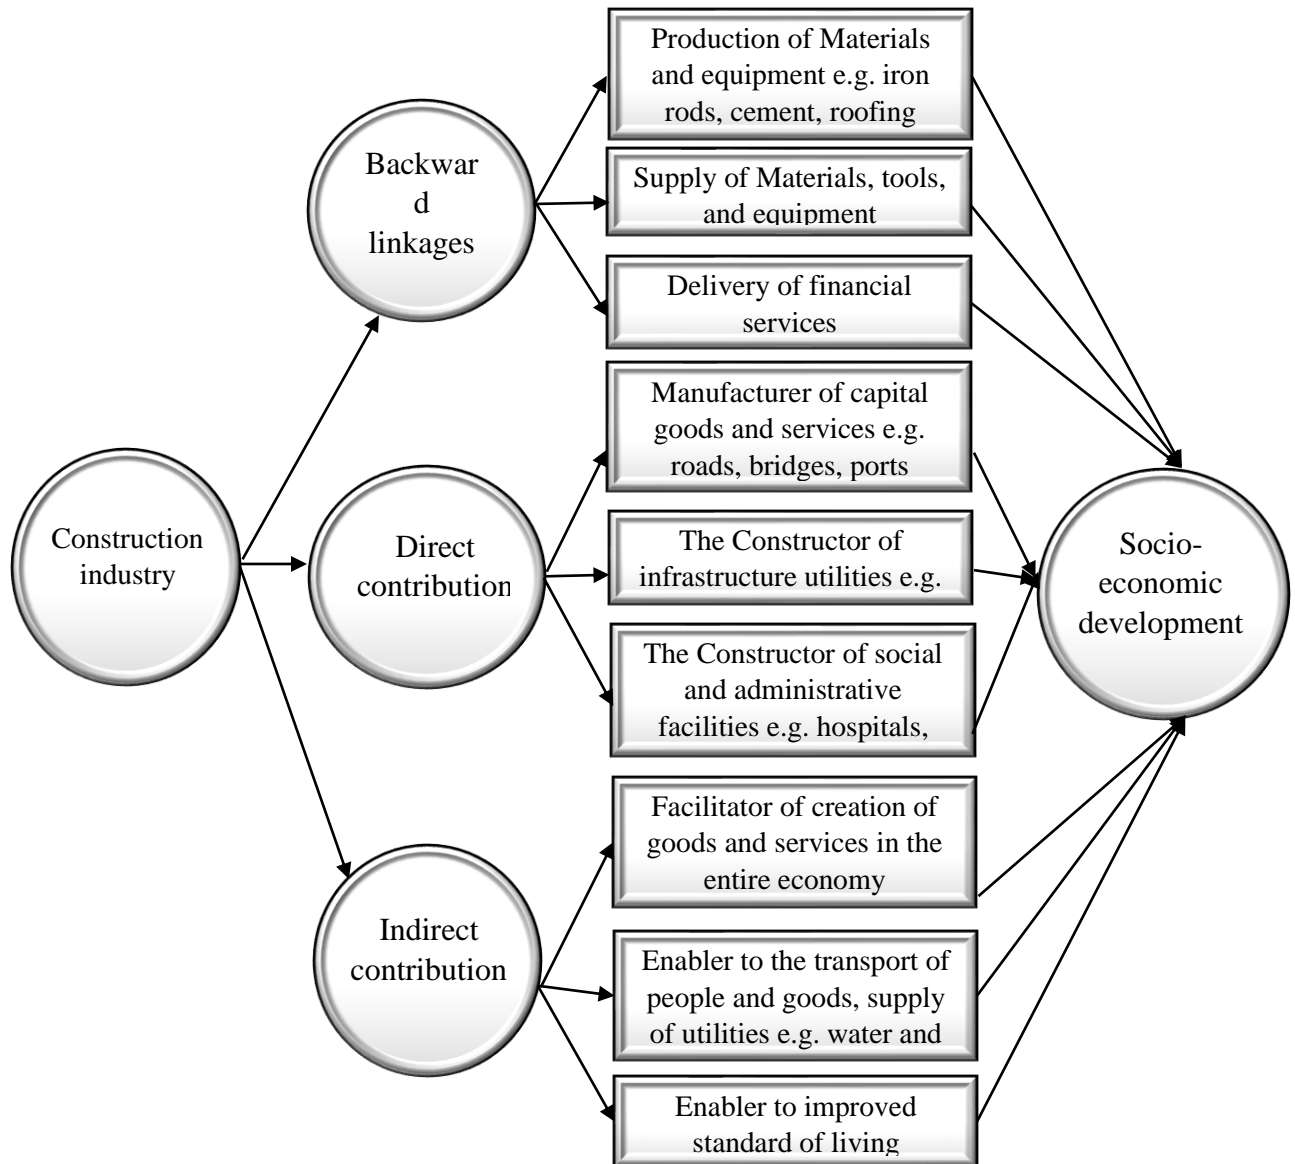 Production of Materials
and equipment e.g. iron
rods, cement, roofing
Backwar
d
linkages
Supply of Materials, tools,
and equipment
Delivery of financial
services
Manufacturer of capital
goods and services e.g.
roads, bridges, ports
Construction
industry
Direct
contribution
The Constructor of
infrastructure utilities e.g.
Socio-
economic
development
The Constructor of social
and administrative
facilities e.g. hospitals,
Facilitator of creation of
goods and services in the
entire economy
Indirect
contribution
Enabler to the transport of
people and goods, supply
of utilities e.g. water and
Enabler to improved
standard of living